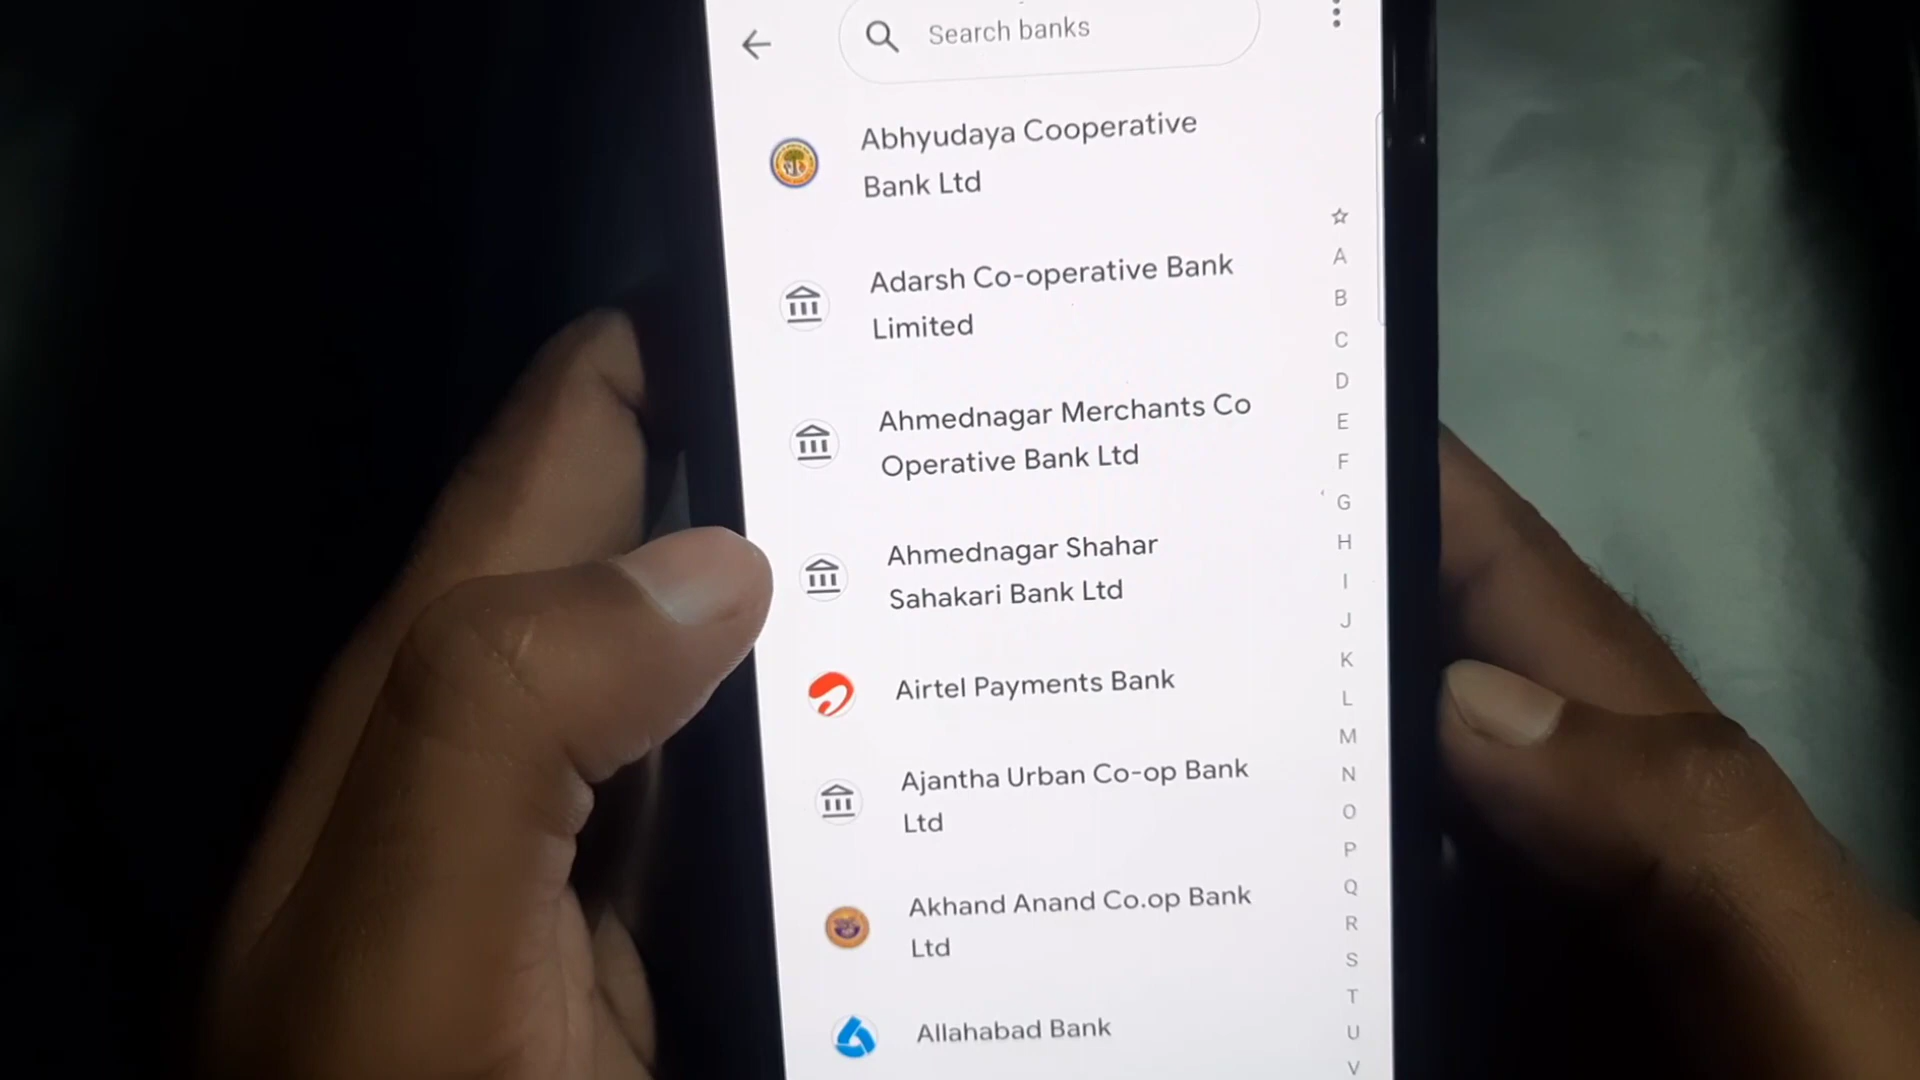 Search banks
Abhyudaya Cooperative
Bank Ltd
Adarsh Co-operative Bank
Limited
Ahmednagar Merchants Co
Operative Bank Ltd
Ahmednagar Shahar
Sahakari Bank Ltd
Airtel Payments Bank
Ajantha Urban Co-op Bank
Ltd
Akhand Anand Co.op Bank
Ltd
Allahabad Bank
A
B
C
D
E
F
G
H
I
J
K
L
M
N
O
P
Q
R
S
T
U
V